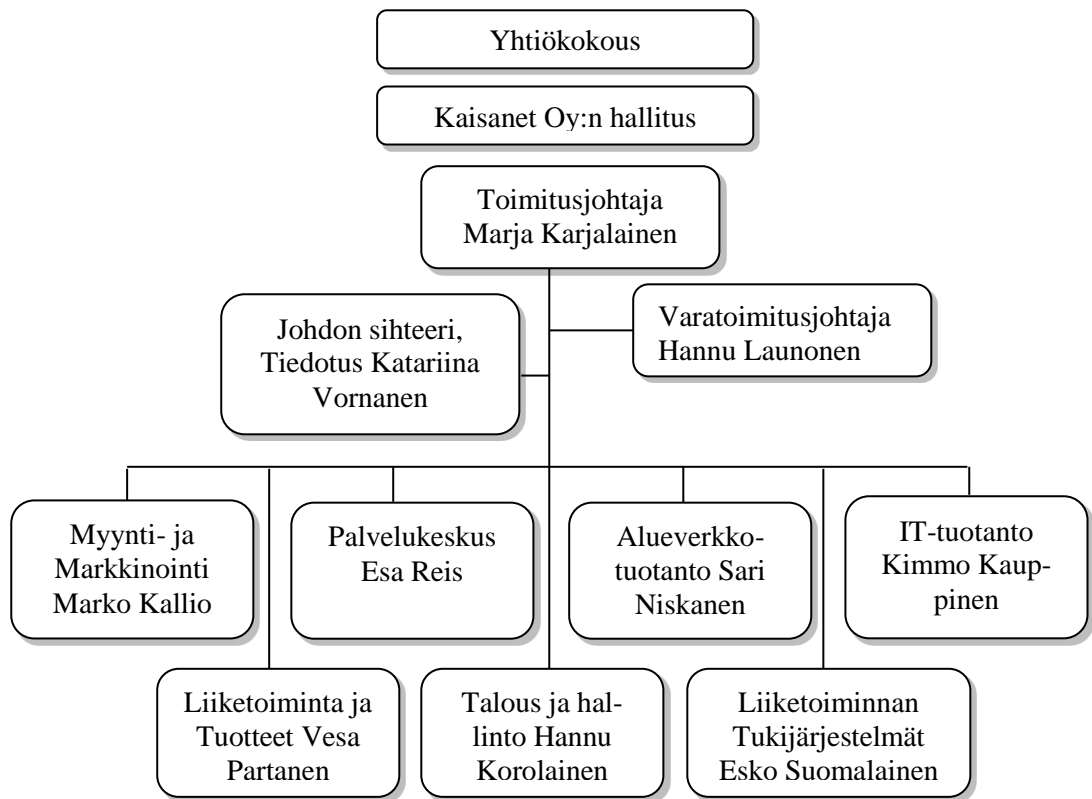 Yhtiökokous
Kaisanet Oy:n hallitus
Toimitusjohtaja
Marja Karjalainen
Johdon sihteeri,
Tiedotus Katariina
Vornanen
Varatoimitusjohtaja
Hannu Launonen
Myynti- ja
Markkinointi
Marko Kallio
Palvelukeskus
Esa Reis
Alueverkko-
tuotanto Sari
Niskanen
IT-tuotanto
Kimmo Kaup-
pinen
Liiketoiminta ja
Tuotteet Vesa
Partanen
Talous ja hal-
linto Hannu
Korolainen
Liiketoiminnan
Tukijärjestelmät
Esko Suomalainen